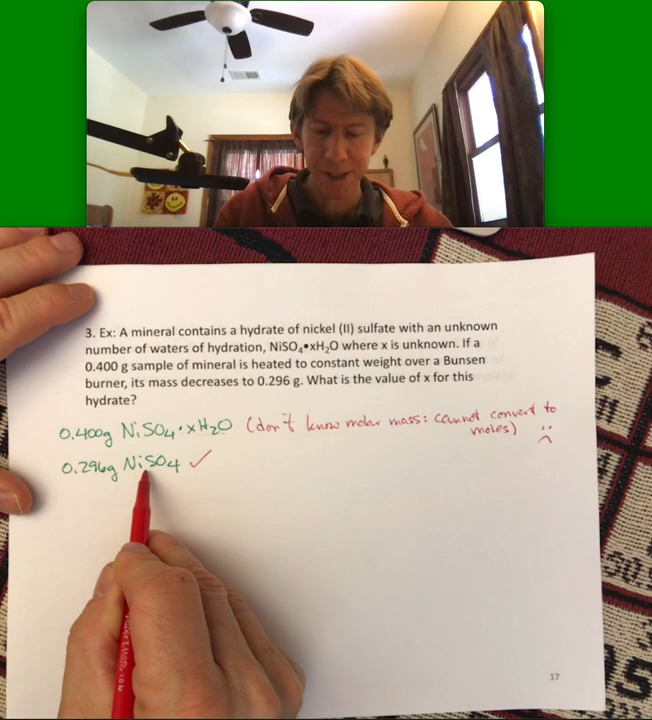 3. Ex: A mineral contains a hydrate of nickel (II) sulfate with an unknown
number of waters of hydration, NiSO₄•xH₂O where x is unknown. If a
0.400 g sample of mineral is heated to constant weight over a Bunsen
burner, its mass decreases to 0.296 g. What is the value of x for this
hydrate?
0.400g NiSO4•xH2O (don't know molar mass: cannot convert to
moles) :(
0.296g NiSO4 ✓
17